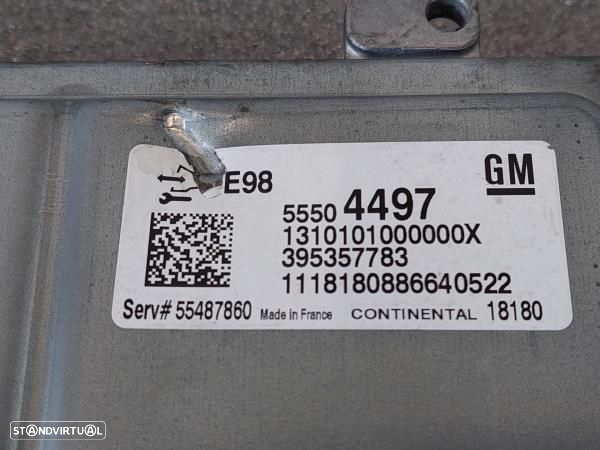 E98
GM
5550 4497
1310101000000X
395357783
1118180886640522
Serv# 55487860 Made in France CONTINENTAL 18180
STANDVIRTUAL